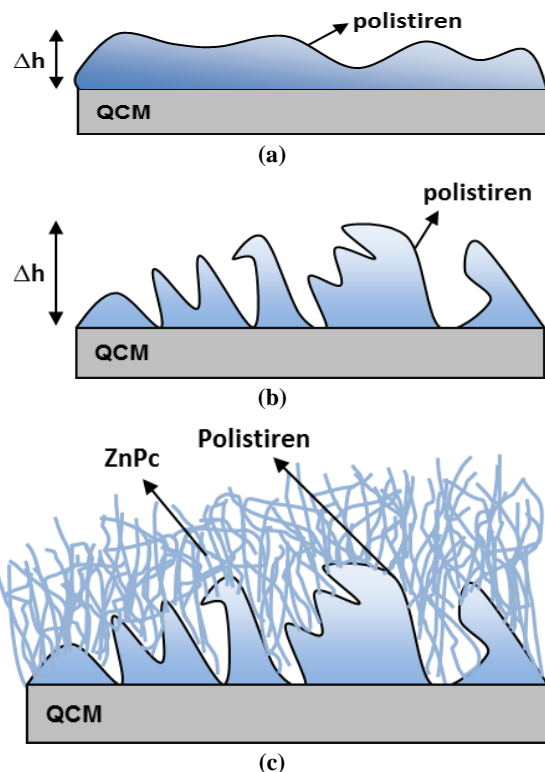 polistiren
Δh
QCM
(a)
polistiren
Δh
QCM
(b)
Polistiren
ZnPc
QCM
(c)